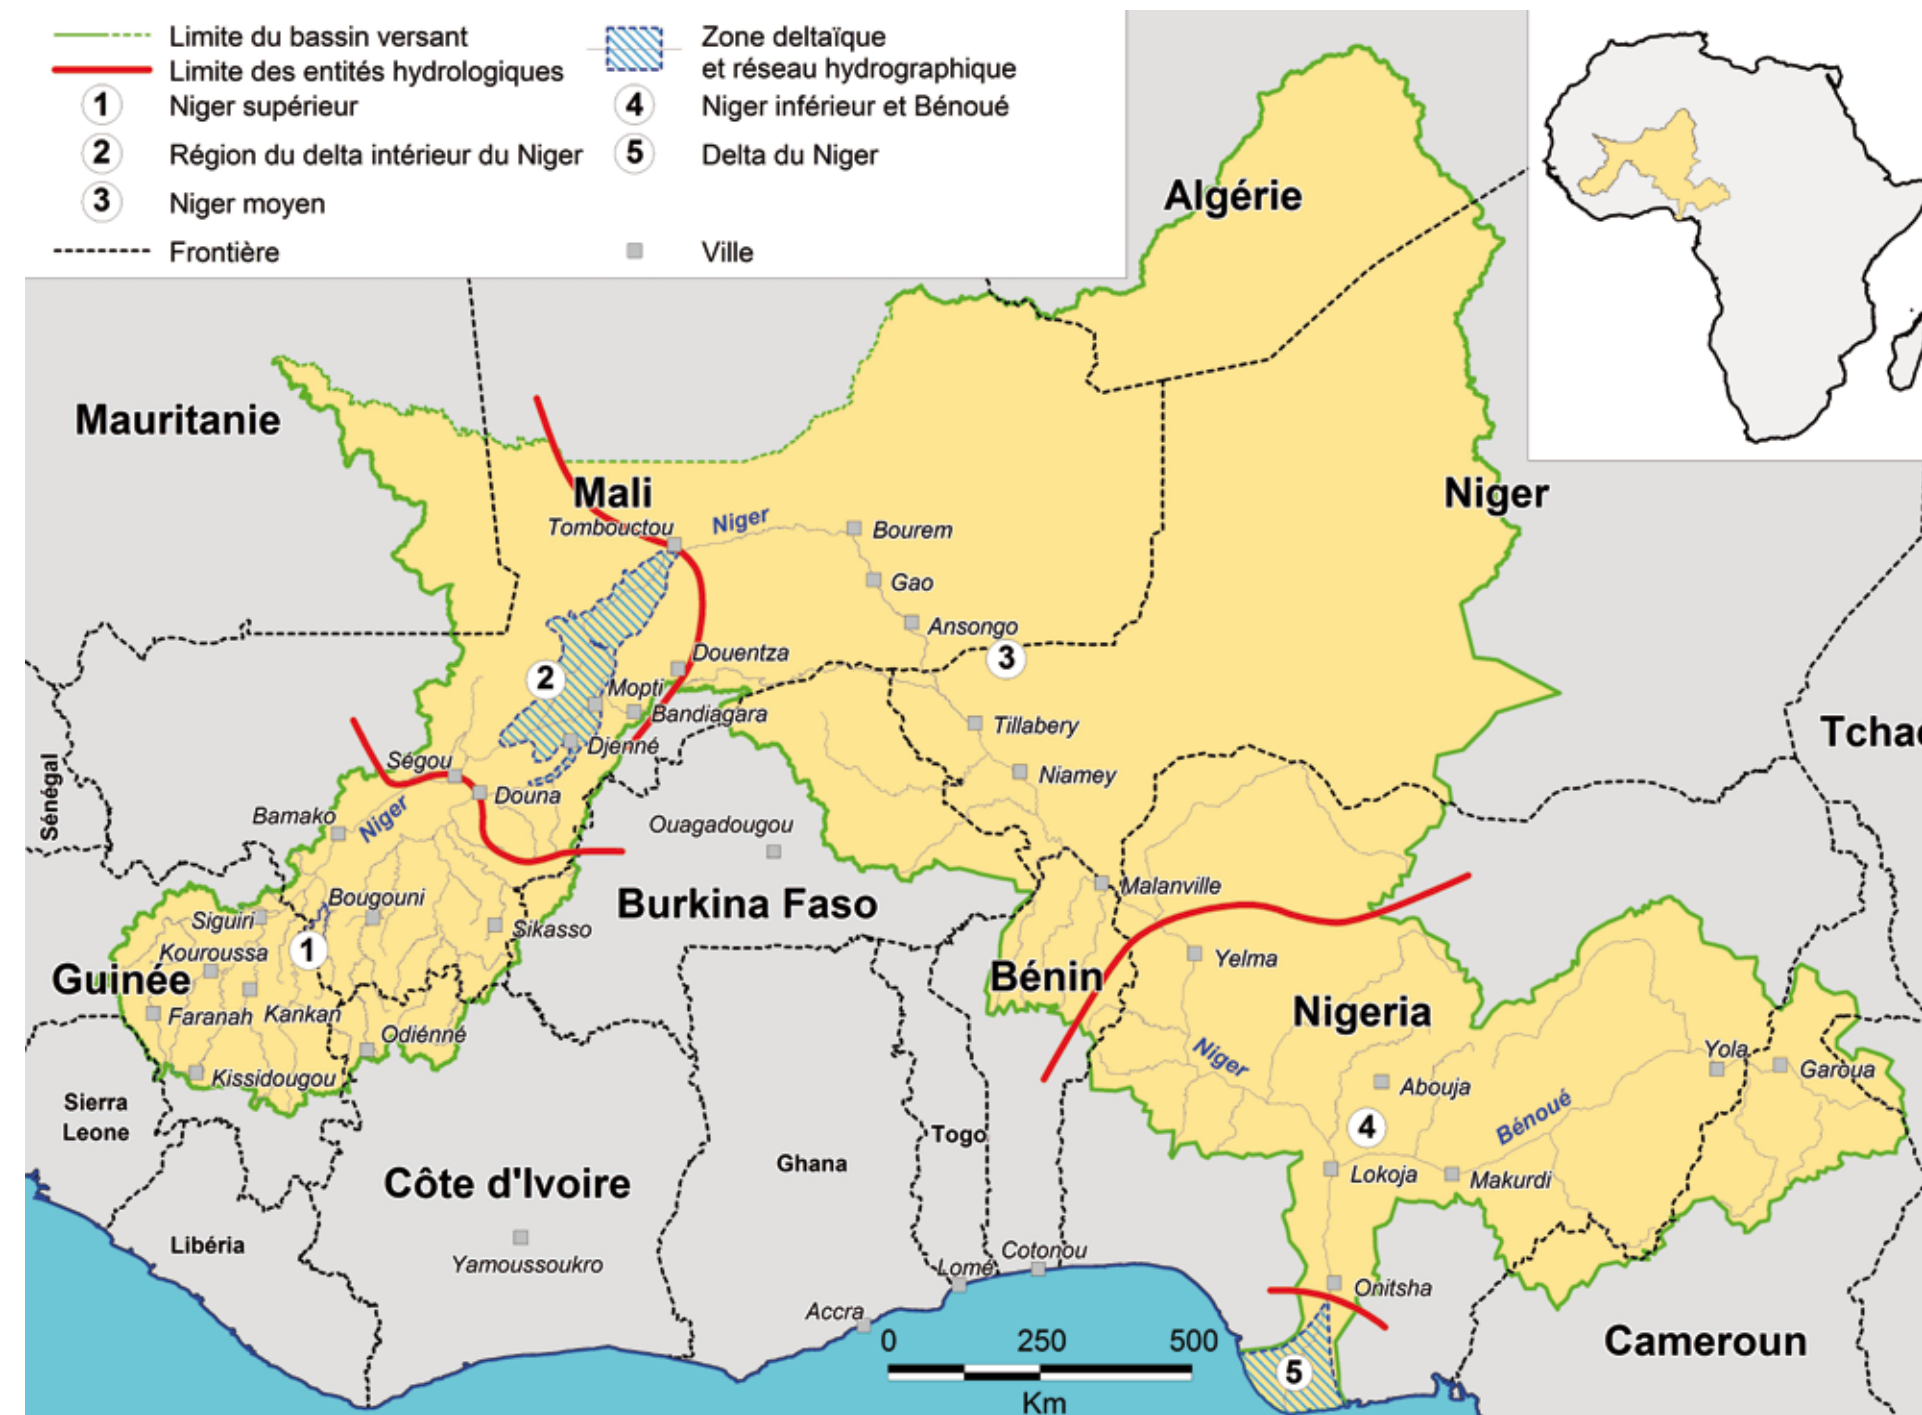 Limite du bassin versant
Limite des entités hydrologiques
1 Niger supérieur
2 Région du delta intérieur du Niger
3 Niger moyen
Frontière
Zone deltaïque
et réseau hydrographique
4 Niger inférieur et Bénoué
5 Delta du Niger
Ville
Algérie
Mauritanie
Mali
Niger
Tombouctou
Niger
Bourem
Gao
Ansongo
3
Douentza
2
Mopti
Bandiagara
Djenné
Tillabery
Niamey
Tchad
Sénégal
Ségou
Douna
Bamako
Niger
Ouagadougou
Burkina Faso
Malanville
Bougouni
Siguiri
Sikasso
Kouroussa
1
Guinée
Faranah
Kankan
Odiénné
Kissidougou
Bénin
Yelma
Nigeria
Niger
Abouja
Yola
Garoua
Bénoué
4
Lokoja
Makurdi
Sierra
Leone
Togo
Ghana
Côte d'Ivoire
Libéria
Yamoussoukro
Cotonou
Lomé
Accra
Onitsha
Cameroun
5
0 250 500
Km